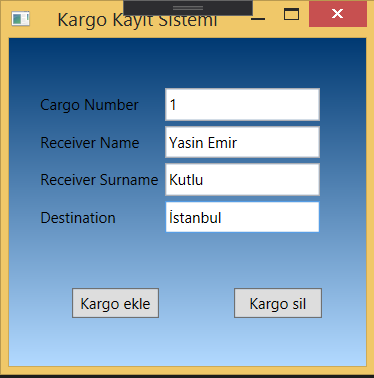 Kargo Kayıt Sistemi
Cargo Number 1
Receiver Name Yasin Emir
Receiver Surname Kutlu
Destination İstanbul
Kargo ekle Kargo sil